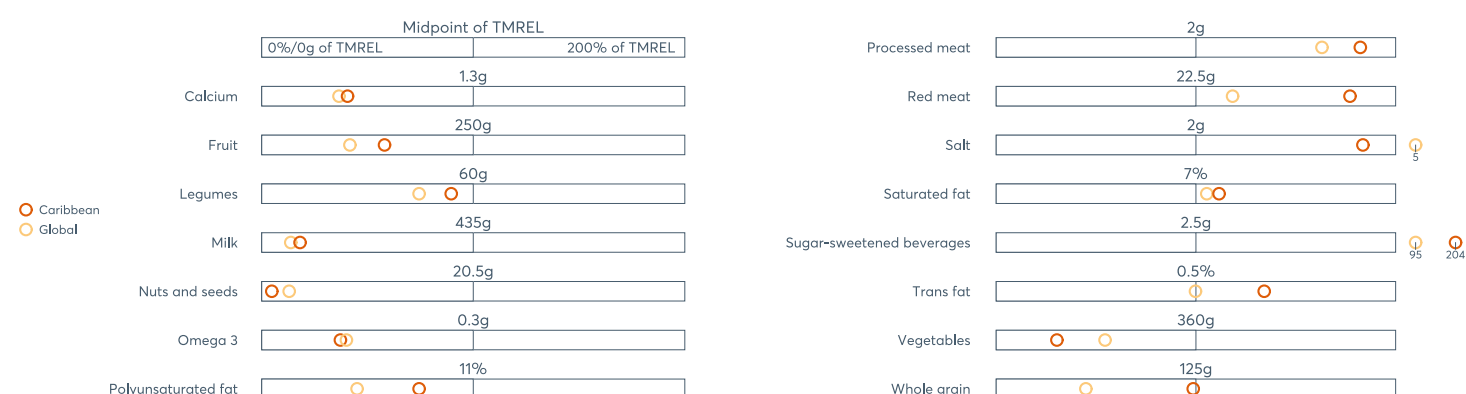 Midpoint of TMREL
0%/0g of TMREL 200% of TMREL
1.3g
Calcium
250g
Fruit
60g
Legumes
435g
Milk
20.5g
Nuts and seeds
0.3g
Omega 3
11%
Polyunsaturated fat
Caribbean
Global
2g
Processed meat
22.5g
Red meat
2g
Salt
5
7%
Saturated fat
2.5g
Sugar-sweetened beverages
95 204
0.5%
Trans fat
360g
Vegetables
125g
Whole grain